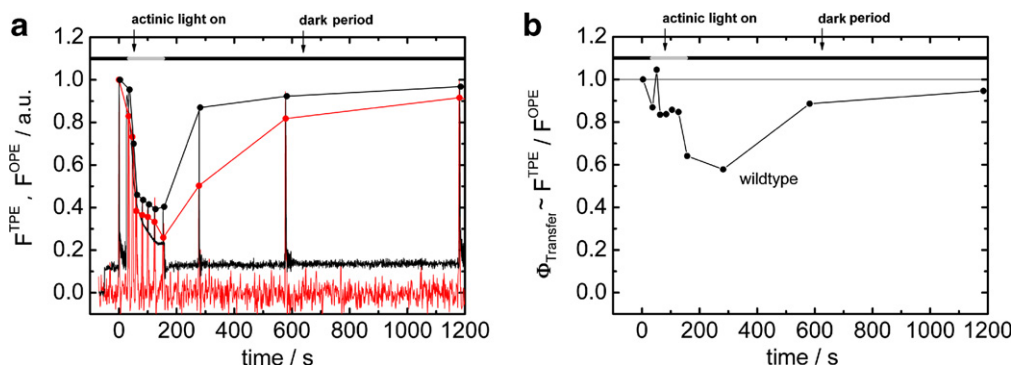 a
actinic light on
dark period
1.2
1.0
0.8
0.6
0.4
0.2
0.0
F^TPE, F^OPE / a.u.
0 200 400 600 800 1000 1200
time / s
b
actinic light on
dark period
1.2
1.0
0.8
0.6
0.4
0.2
0.0
Φ_Transfer ~ F^TPE / F^OPE
wildtype
0 200 400 600 800 1000 1200
time / s